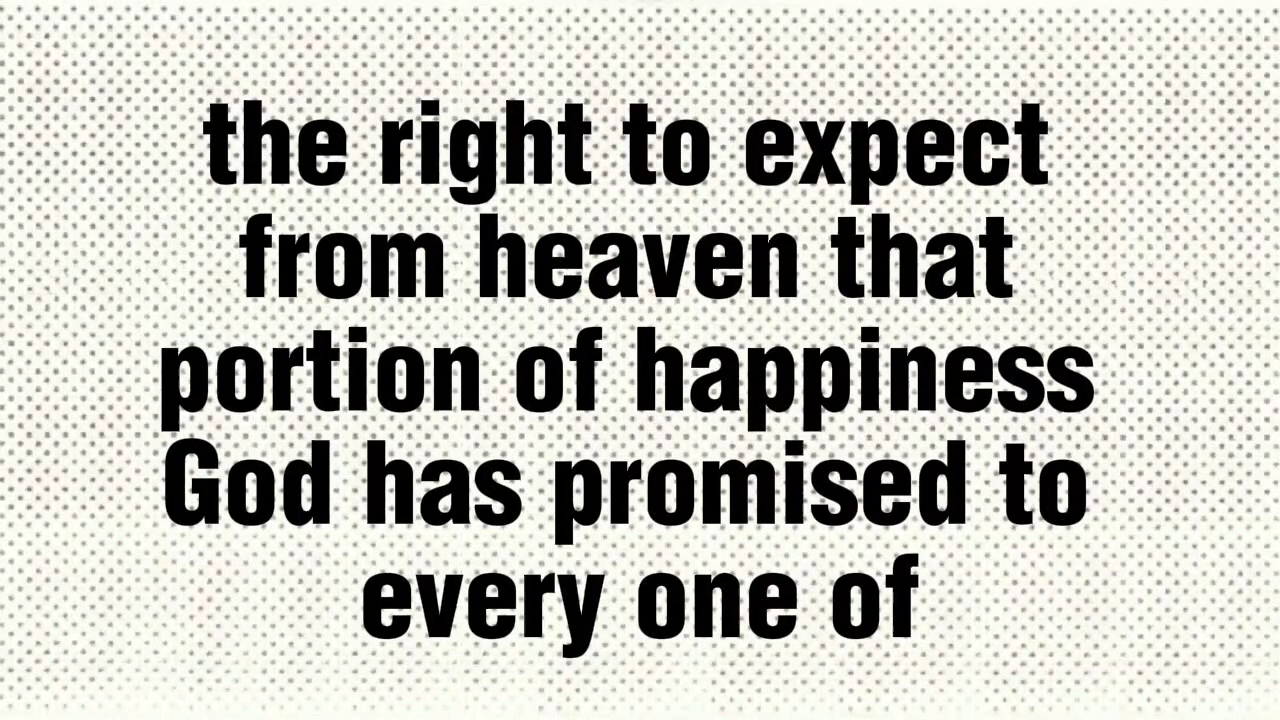 the right to expect
from heaven that
portion of happiness
God has promised to
every one of